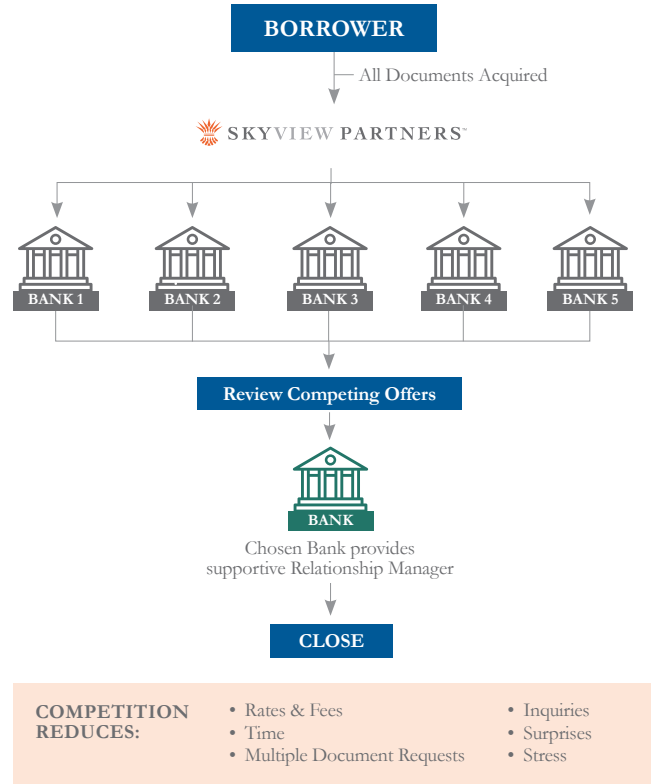 BORROWER
All Documents Acquired
SKYVIEW PARTNERS™
BANK 1
BANK 2
BANK 3
BANK 4
BANK 5
Review Competing Offers
BANK
Chosen Bank provides
supportive Relationship Manager
CLOSE
COMPETITION
REDUCES:
• Rates & Fees
• Time
• Multiple Document Requests
• Inquiries
• Surprises
• Stress